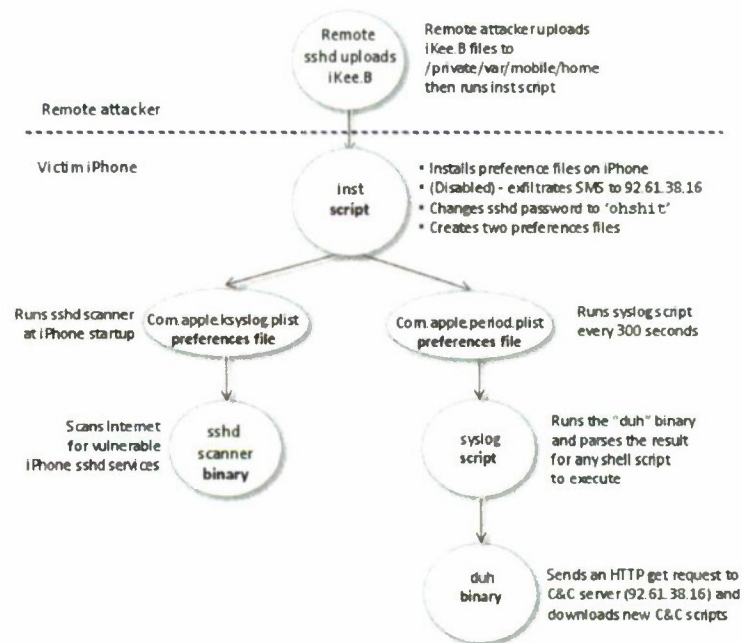 Remote
sshd uploads
iKee.B
Remote attacker uploads
iKee.B files to
/private/var/mobile/home
then runs inst script
Remote attacker
Victim iPhone
inst
script
• Installs preference files on iPhone
• (Disabled) - exfiltrates SMS to 92.61.38.16
• Changes sshd password to 'ohshit'
• Creates two preferences files
Runs sshd scanner
at iPhone startup
Com.apple.ksyslog.plist
preferences file
Com.apple.period.plist
preferences file
Runs syslog script
every 300 seconds
Scans Internet
for vulnerable
iPhone sshd services
sshd
scanner
binary
syslog
script
Runs the "duh" binary
and parses the result
for any shell script
to execute
duh
binary
Sends an HTTP get request to
C&C server (92.61.38.16) and
downloads new C&C scripts